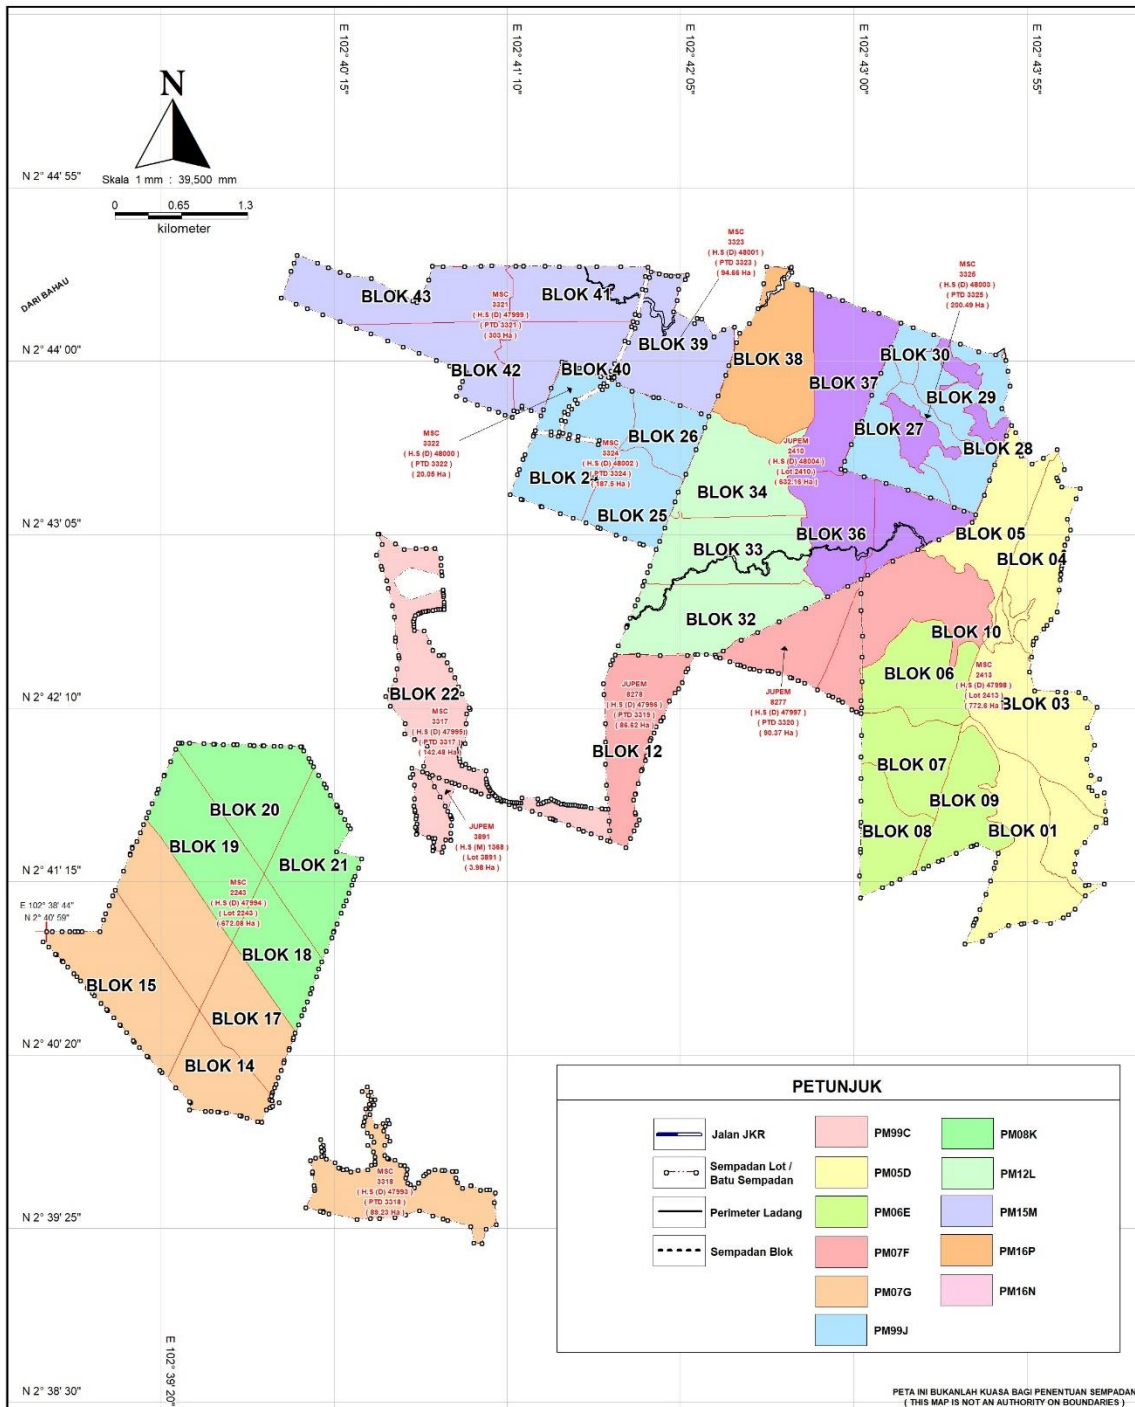 E 102° 40' 15"
E 102° 41' 10"
E 102° 42' 05"
E 102° 43' 00"
E 102° 43' 55"
N
Skala 1 mm : 39,500 mm
0 0.65 1.3
kilometer
N 2° 44' 55"
N 2° 44' 00"
N 2° 43' 05"
N 2° 42' 10"
N 2° 41' 15"
N 2° 40' 20"
N 2° 39' 25"
N 2° 38' 30"
E 102° 39' 20"
E 102° 38' 44"
N 2° 40' 59"
DARI BAHAU
MSC
3323
( H.S (D) 48001 )
( PTD 3323 )
( 94.66 Ha )
MSC
3325
( H.S (D) 48003 )
( PTD 3325 )
( 200.49 Ha )
BLOK 43
BLOK 41
MSC
3321
( H.S (D) 47999 )
( PTD 3321 )
( 303 Ha )
BLOK 39
BLOK 38
BLOK 30
BLOK 42
BLOK 40
BLOK 37
BLOK 29
BLOK 27
BLOK 28
BLOK 26
MSC
3322
( H.S (D) 48000 )
( PTD 3322 )
( 20.05 Ha )
MSC
3324
( H.S (D) 48002 )
( PTD 3324 )
( 187.5 Ha )
JUPEM
2410
( H.S (D) 48004 )
( Lot 2410 )
( 632.16 Ha )
BLOK 2
BLOK 25
BLOK 34
BLOK 33
BLOK 36
BLOK 05
BLOK 04
BLOK 32
BLOK 10
BLOK 06
MSC
2413
( H.S (D) 47998 )
( Lot 2413 )
( 772.6 Ha )
BLOK 03
BLOK 22
MSC
3317
( H.S (D) 47995)
( PTD 3317 )
( 142.48 Ha )
JUPEM
8278
( H.S (D) 47996 )
( PTD 3319 )
( 86.62 Ha )
JUPEM
8277
( H.S (D) 47997 )
( PTD 3320 )
( 90.37 Ha )
BLOK 12
BLOK 07
BLOK 09
BLOK 08
BLOK 01
JUPEM
3891
( H.S (M) 1368 )
( Lot 3891 )
( 3.98 Ha )
BLOK 20
BLOK 19
BLOK 21
MSC
2243
( H.S (D) 47994 )
( Lot 2243 )
( 672.08 Ha )
BLOK 18
BLOK 15
BLOK 17
BLOK 14
MSC
3318
( H.S (D) 47993 )
( PTD 3318 )
( 89.23 Ha )
PETUNJUK
Jalan JKR
Sempadan Lot /
Batu Sempadan
Perimeter Ladang
Sempadan Blok
PM99C
PM05D
PM06E
PM07F
PM07G
PM99J
PM08K
PM12L
PM15M
PM16P
PM16N
PETA INI BUKANLAH KUASA BAGI PENENTUAN SEMPADAN
( THIS MAP IS NOT AN AUTHORITY ON BOUNDARIES )